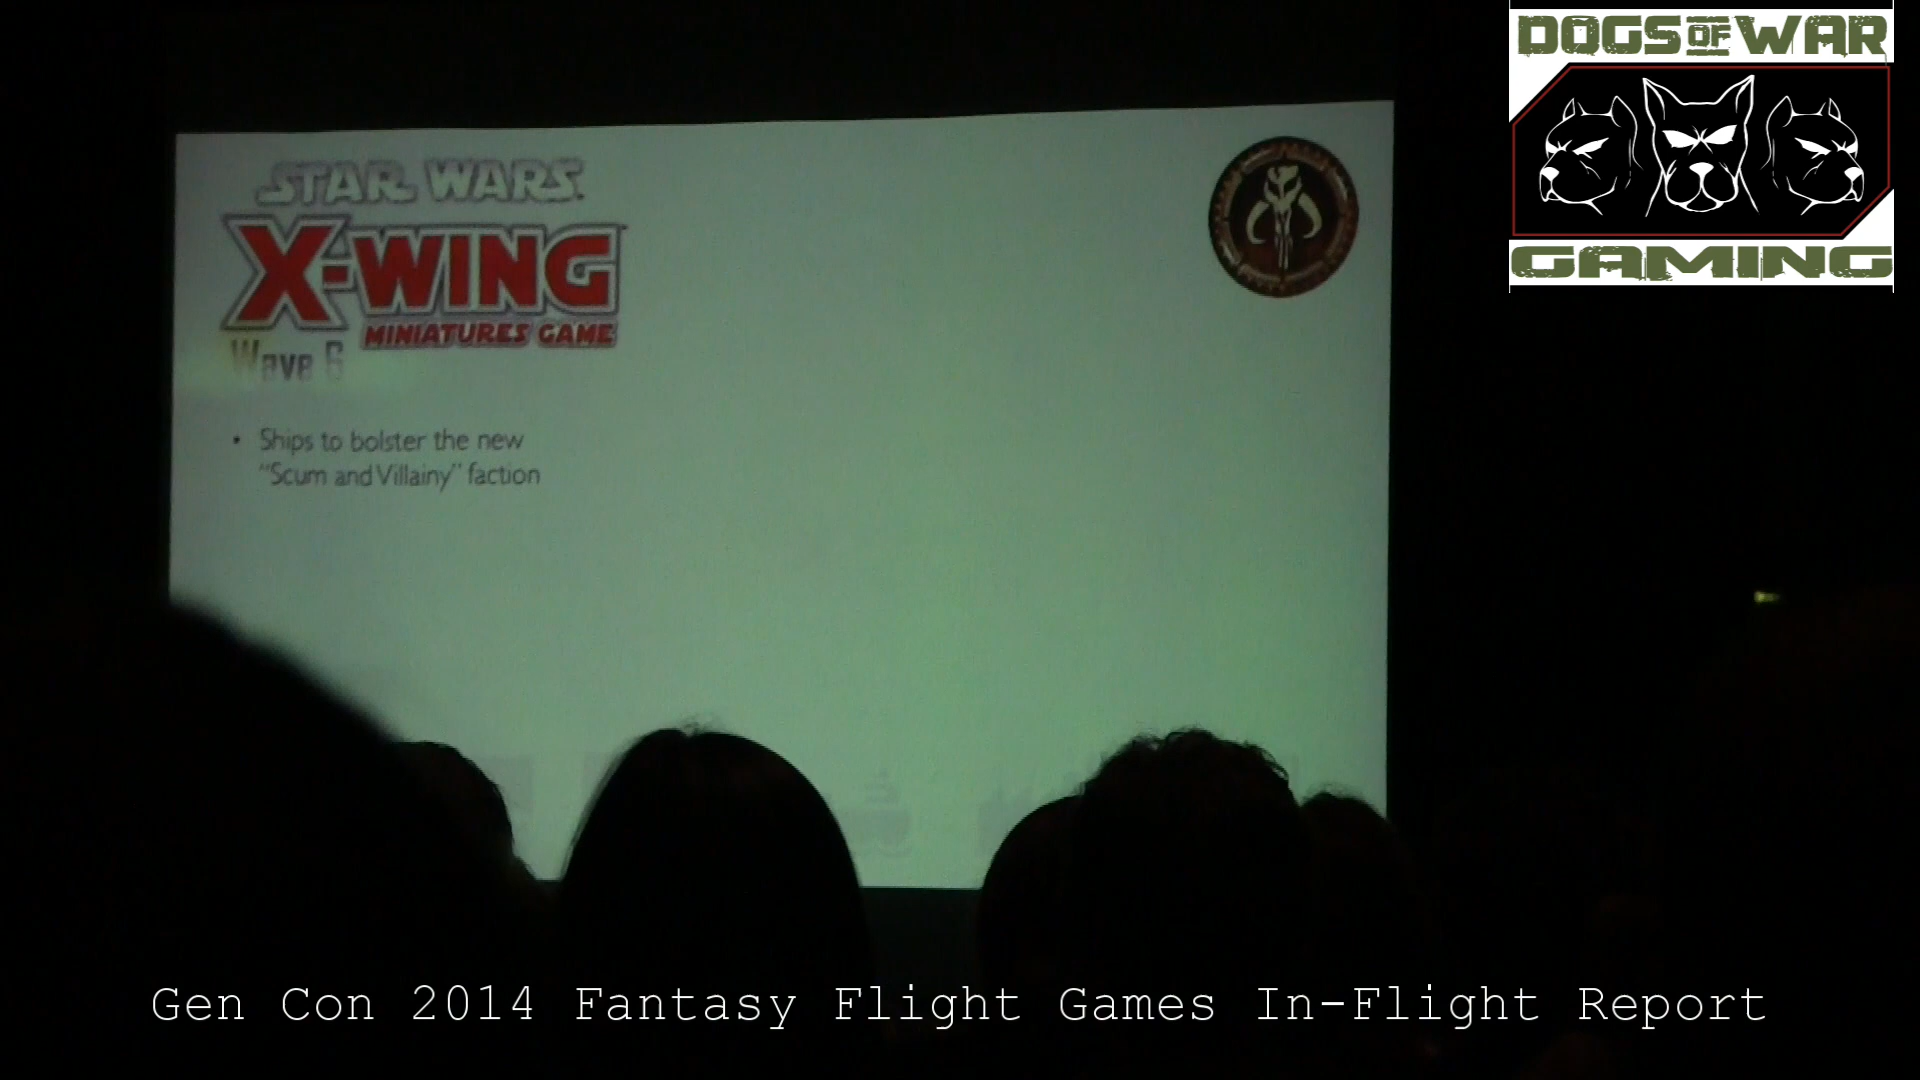 DOGS OF WAR
GAMING
STAR WARS
X-WING
MINIATURES GAME
Wave 6
• Ships to bolster the new
"Scum and Villainy" faction
Gen Con 2014 Fantasy Flight Games In-Flight Report